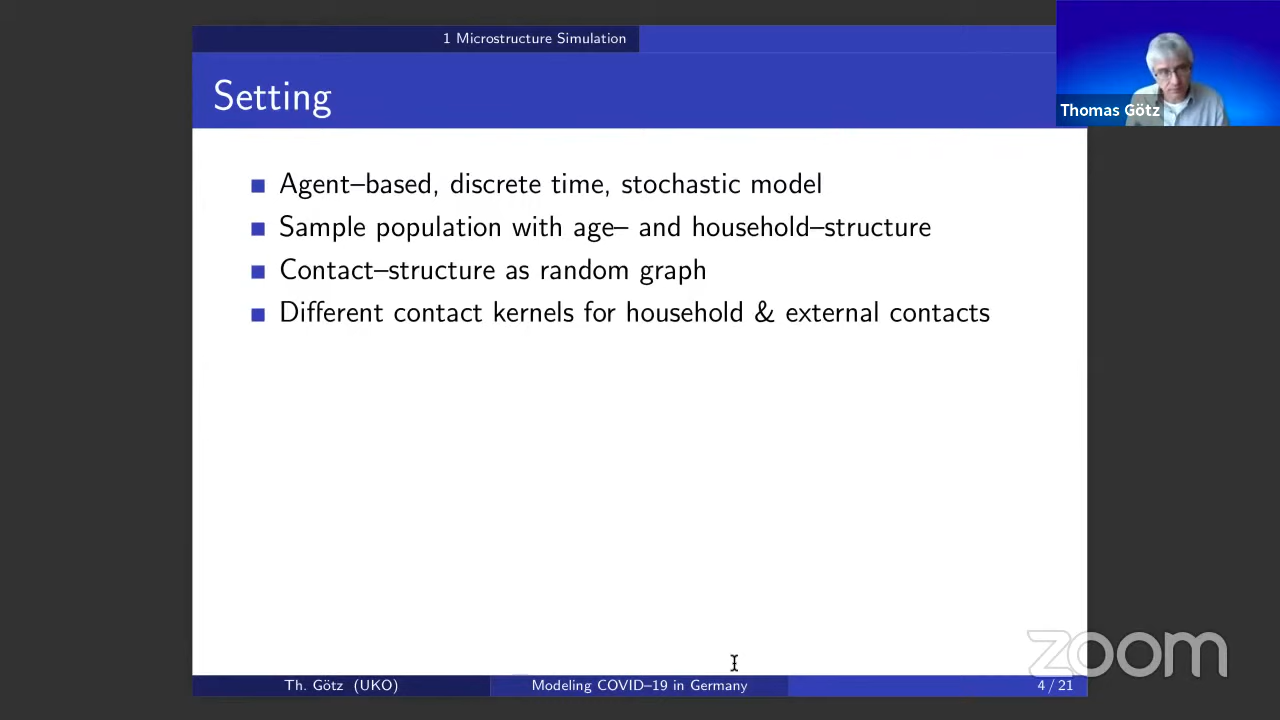 1 Microstructure Simulation
Setting
Thomas Götz
Agent–based, discrete time, stochastic model
Sample population with age– and household–structure
Contact–structure as random graph
Different contact kernels for household & external contacts
zoom
Th. Götz (UKO)
Modeling COVID–19 in Germany
4 / 21